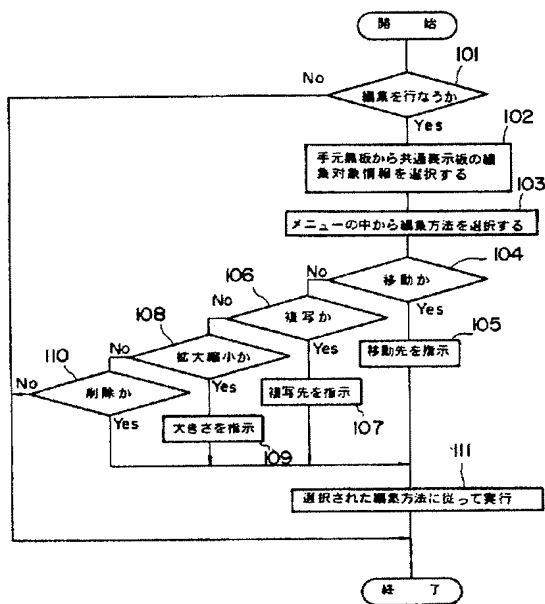 開 始
101
No
編集を行なうか
Yes
102
手元黒板から共通表示板の編
集対象情報を選択する
103
メニューの中から編集方法を選択する
104
No
移動か
Yes
105
移動先を指示
106
No
複写か
Yes
複写先を指示
107
108
No
拡大縮小か
Yes
大きさを指示
109
110
No
削除か
Yes
111
選択された編集方法に従って実行
終 了